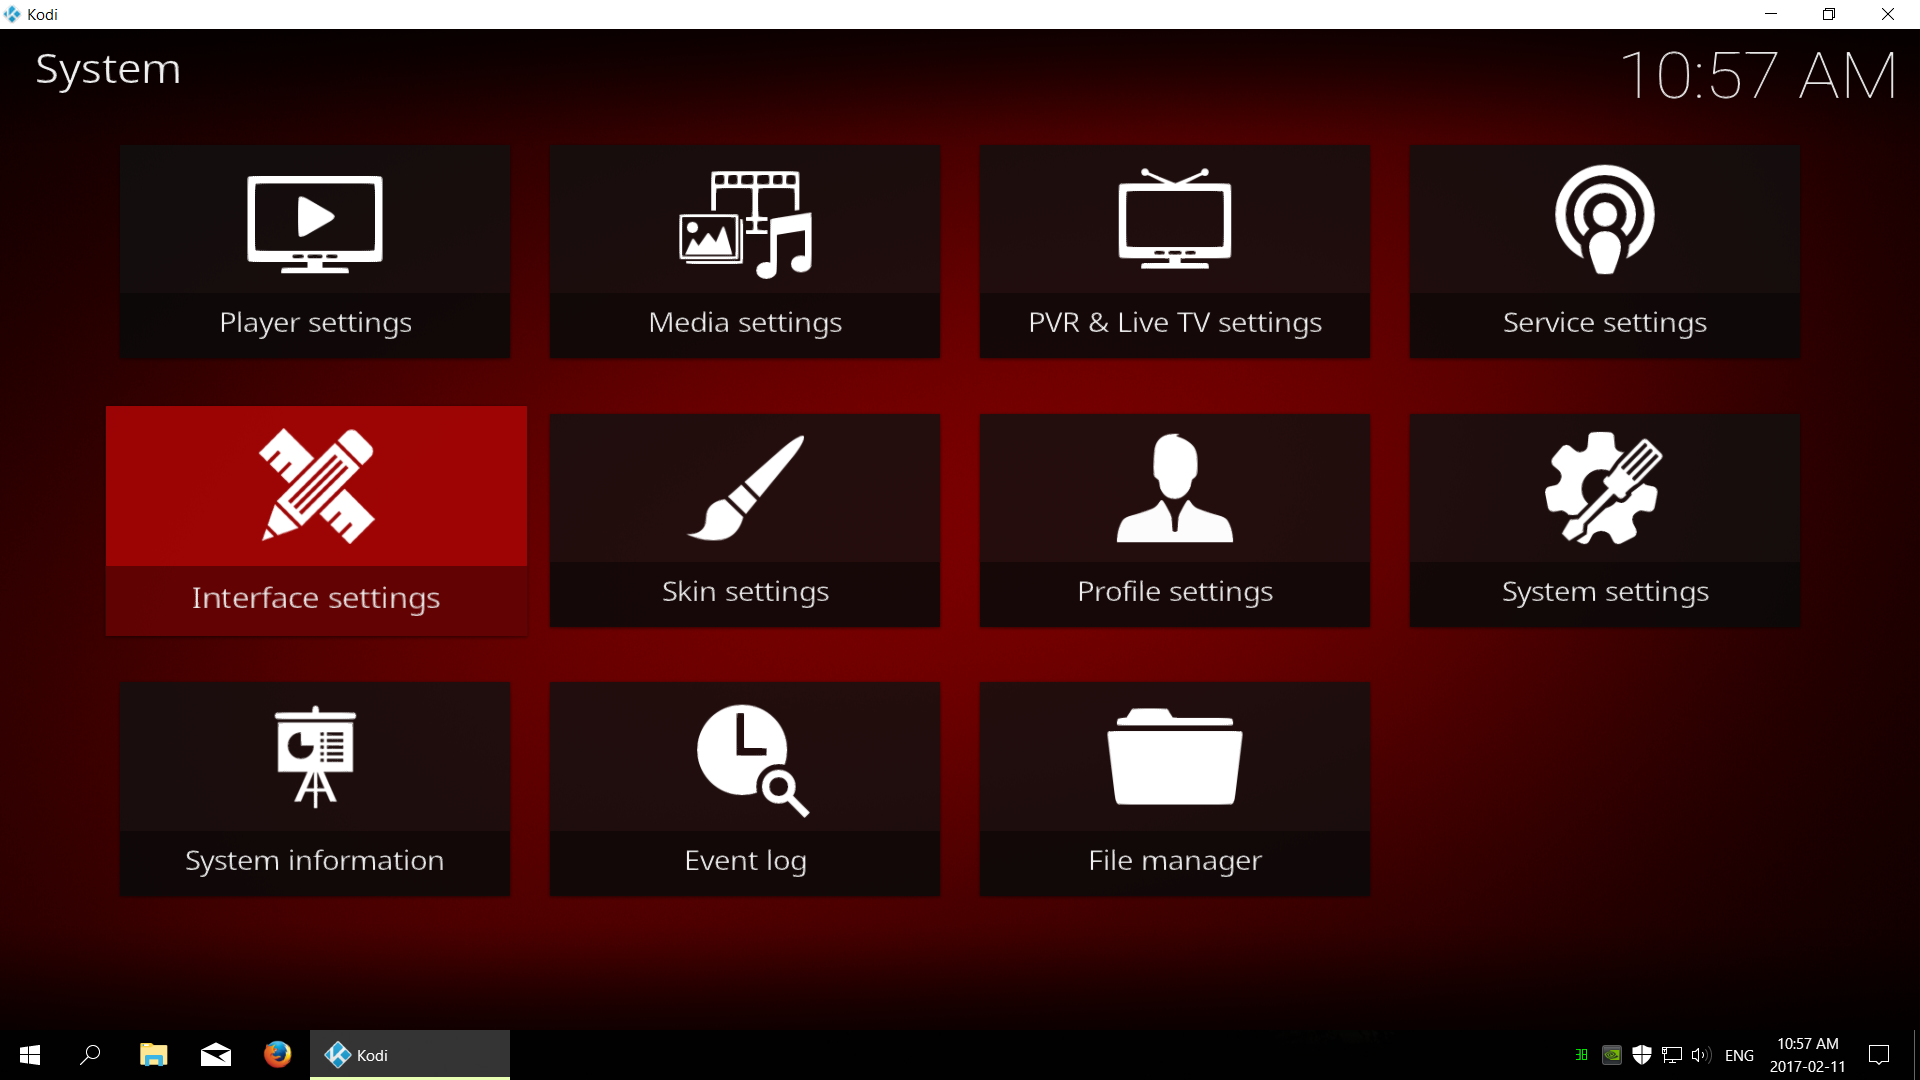 Kodi
System
10:57 AM
Player settings
Media settings
PVR & Live TV settings
Service settings
Interface settings
Skin settings
Profile settings
System settings
System information
Event log
File manager
Kodi
ENG
10:57 AM
2017-02-11